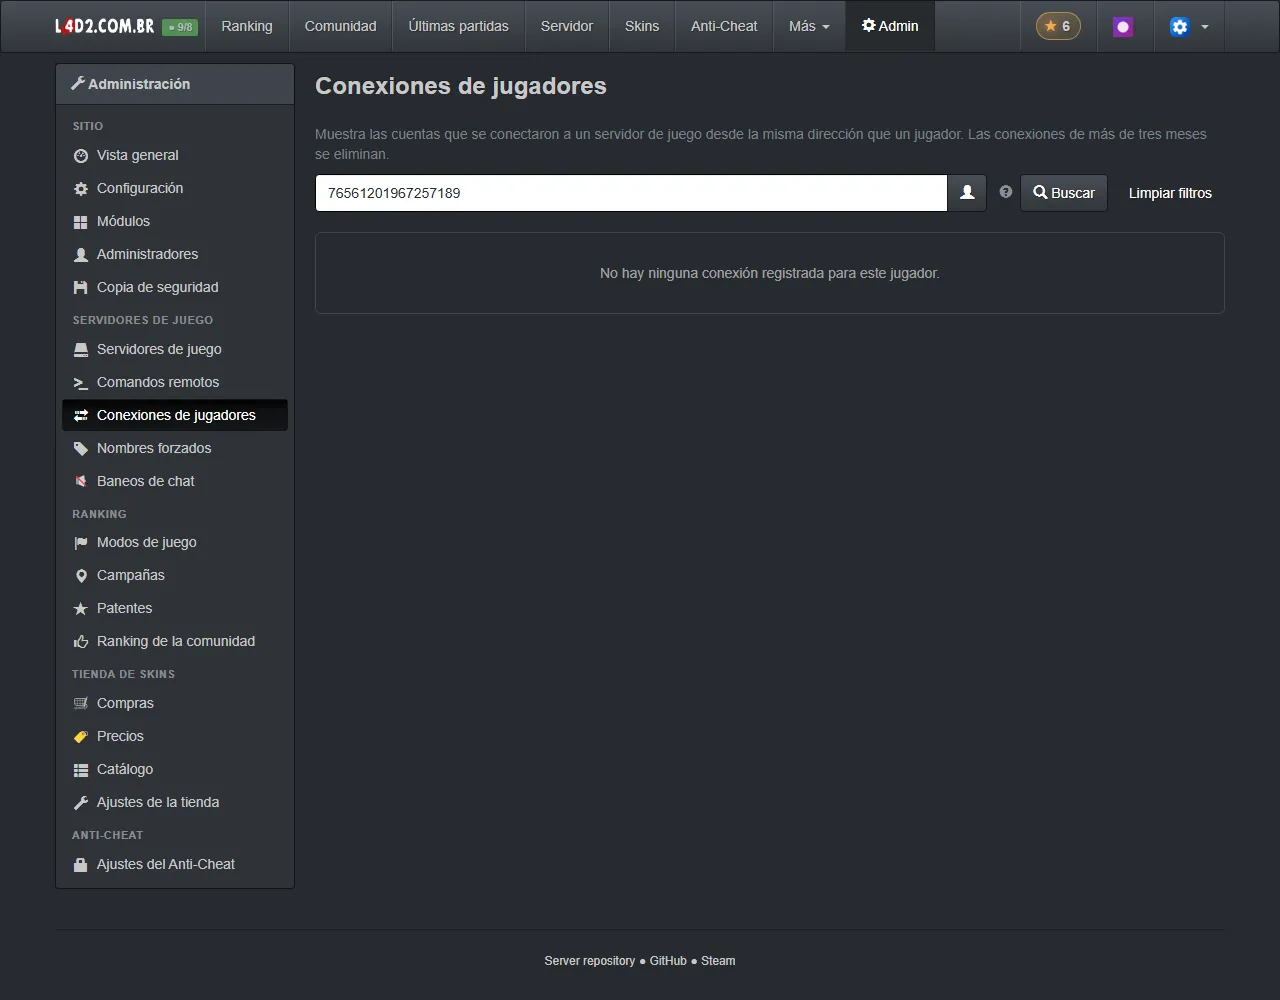 L4D2.COM.BR
9/8
Ranking
Comunidad
Últimas partidas
Servidor
Skins
Anti-Cheat
Más
Admin
6
Administración
SITIO
Vista general
Configuración
Módulos
Administradores
Copia de seguridad
SERVIDORES DE JUEGO
Servidores de juego
Comandos remotos
Conexiones de jugadores
Nombres forzados
Baneos de chat
RANKING
Modos de juego
Campañas
Patentes
Ranking de la comunidad
TIENDA DE SKINS
Compras
Precios
Catálogo
Ajustes de la tienda
ANTI-CHEAT
Ajustes del Anti-Cheat
Conexiones de jugadores
Muestra las cuentas que se conectaron a un servidor de juego desde la misma dirección que un jugador. Las conexiones de más de tres meses
se eliminan.
76561201967257189
Buscar
Limpiar filtros
No hay ninguna conexión registrada para este jugador.
Server repository ● GitHub ● Steam